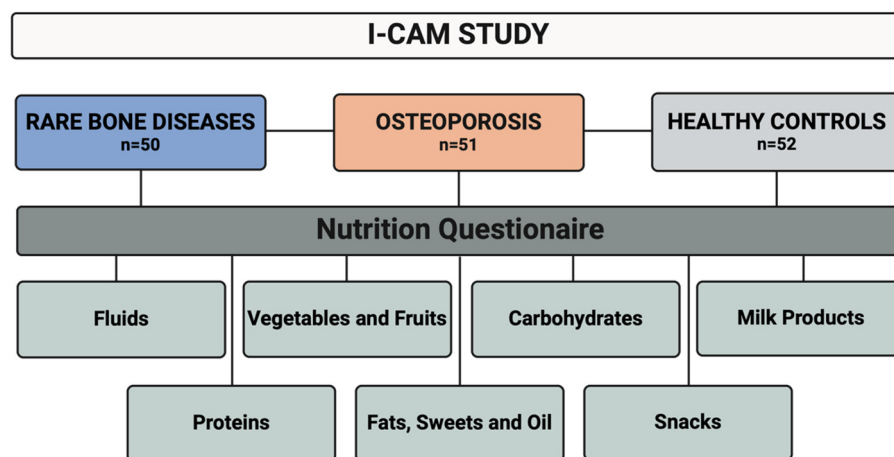 I-CAM STUDY
RARE BONE DISEASES
n=50
OSTEOPOROSIS
n=51
HEALTHY CONTROLS
n=52
Nutrition Questionaire
Fluids
Vegetables and Fruits
Carbohydrates
Milk Products
Proteins
Fats, Sweets and Oil
Snacks